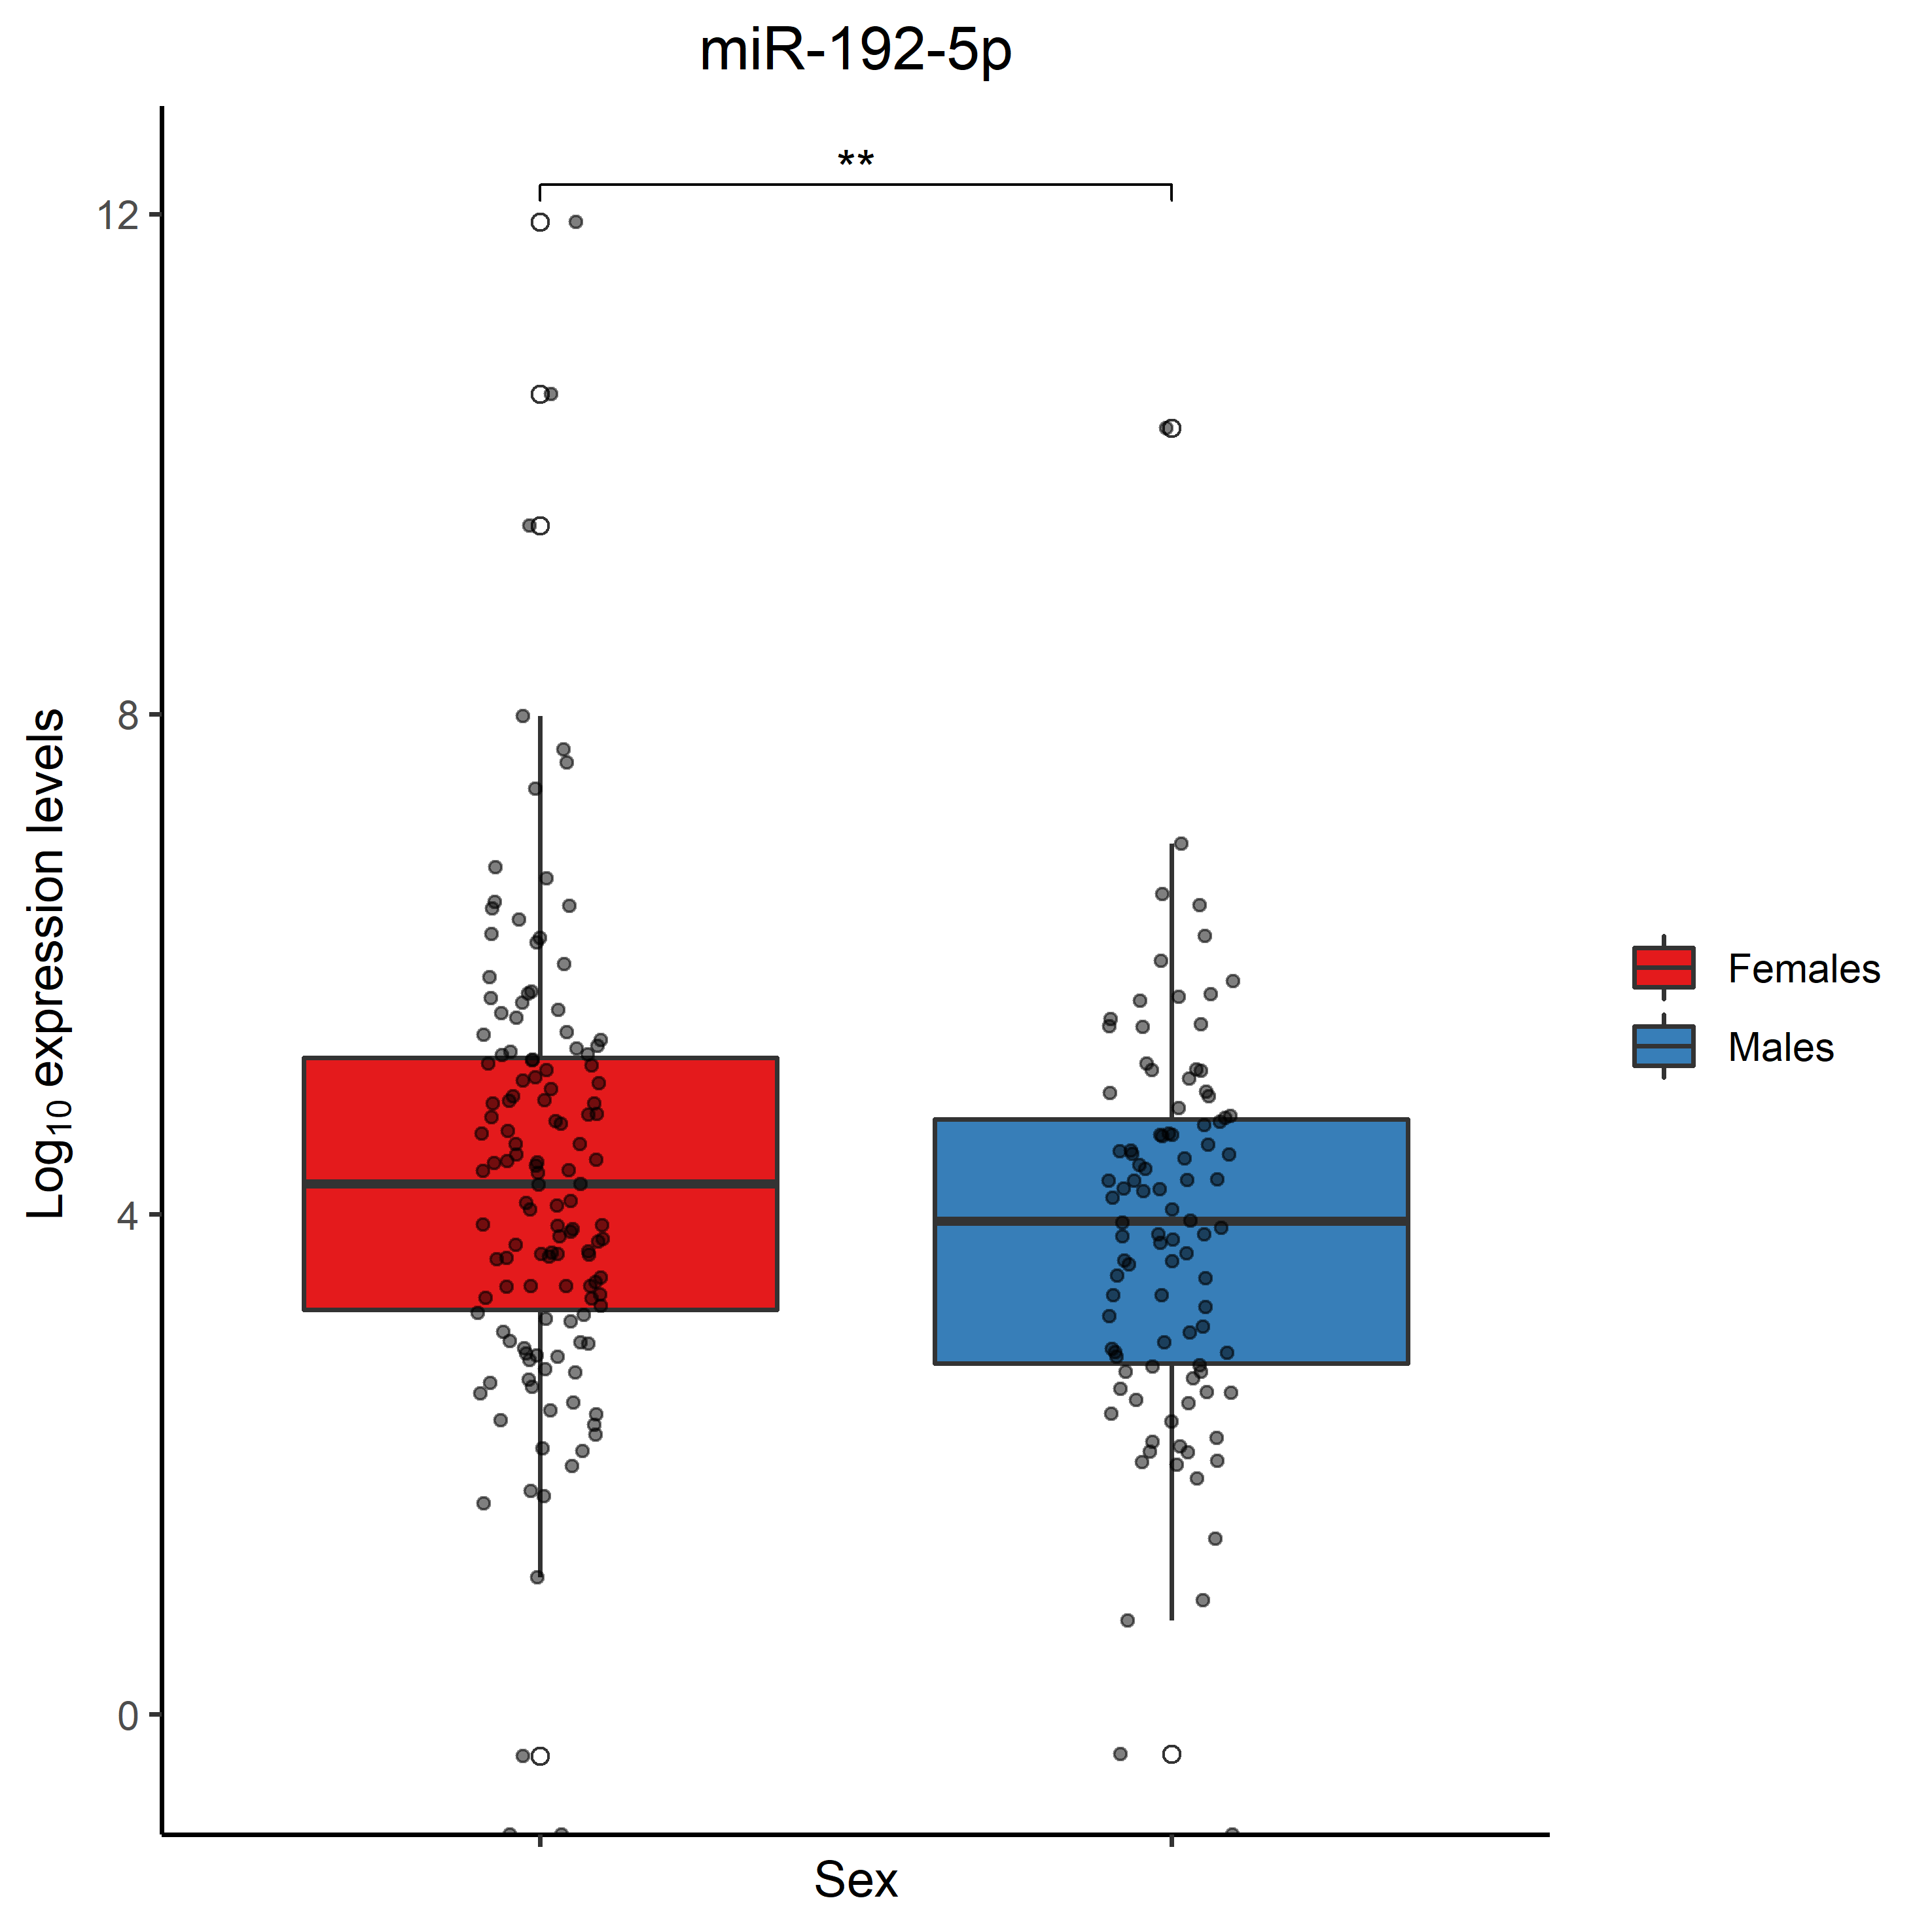 miR-192-5p
**
12
8
4
0
Log₁₀ expression levels
Sex
Females
Males